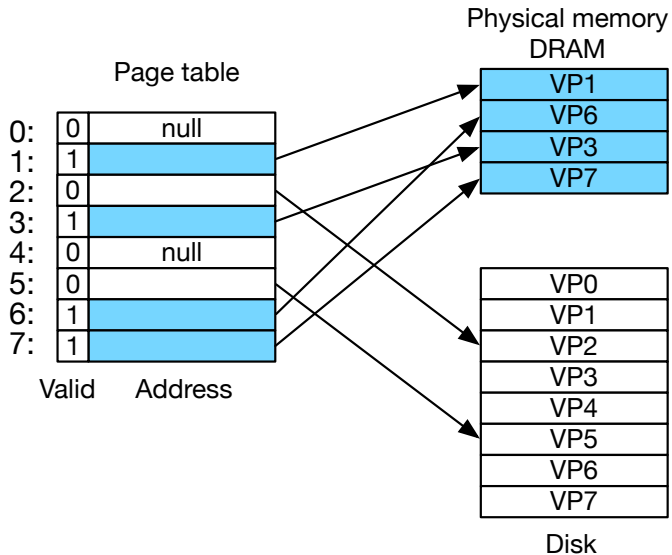 Physical memory
DRAM
Page table
VP1
VP6
VP3
VP7
0: 0 null
1: 1
2: 0
3: 1
4: 0 null
5: 0
6: 1
7: 1
Valid Address
VP0
VP1
VP2
VP3
VP4
VP5
VP6
VP7
Disk